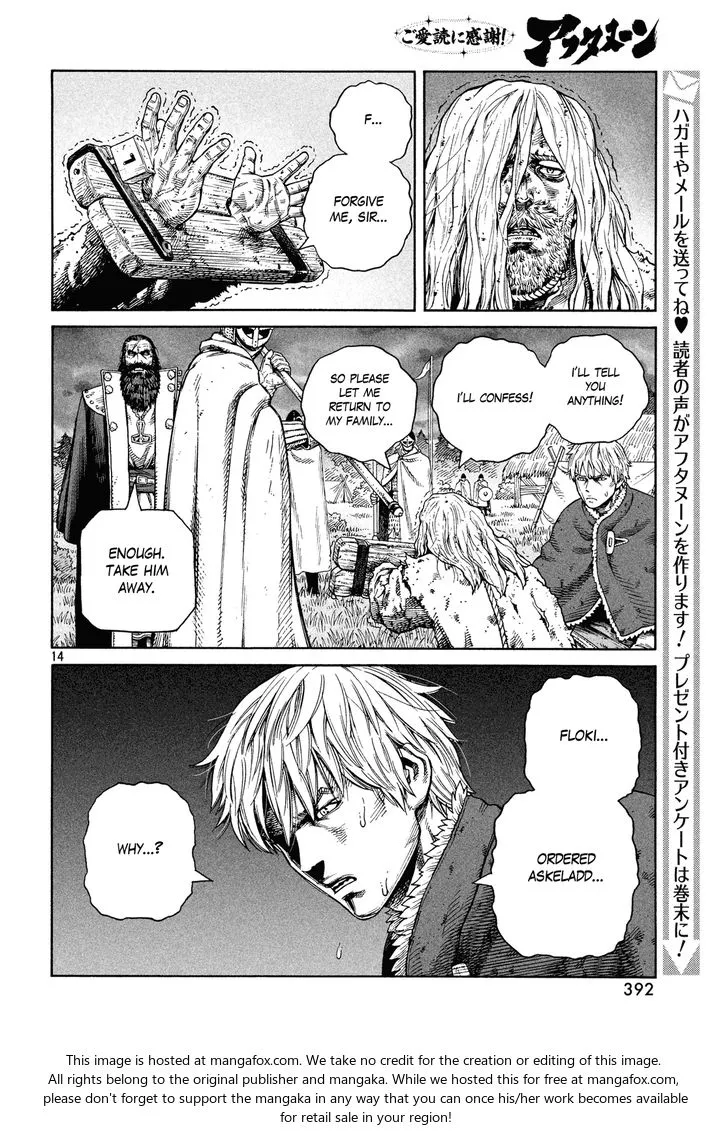 ご愛読に感謝!
アフタヌーン
ハガキやメールを送ってね♥ 読者の声がアフタヌーンを作ります! プレゼント付きアンケートは巻末に!
F...
FORGIVE
ME, SIR...
I'LL TELL
YOU
ANYTHING!
I'LL CONFESS!
SO PLEASE
LET ME
RETURN TO
MY FAMILY...
ENOUGH.
TAKE HIM
AWAY.
14
FLOKI...
ORDERED
ASKELADD...
WHY...?
392
This image is hosted at mangafox.com. We take no credit for the creation or editing of this image.
All rights belong to the original publisher and mangaka. While we hosted this for free at mangafox.com,
please don't forget to support the mangaka in any way that you can once his/her work becomes available
for retail sale in your region!